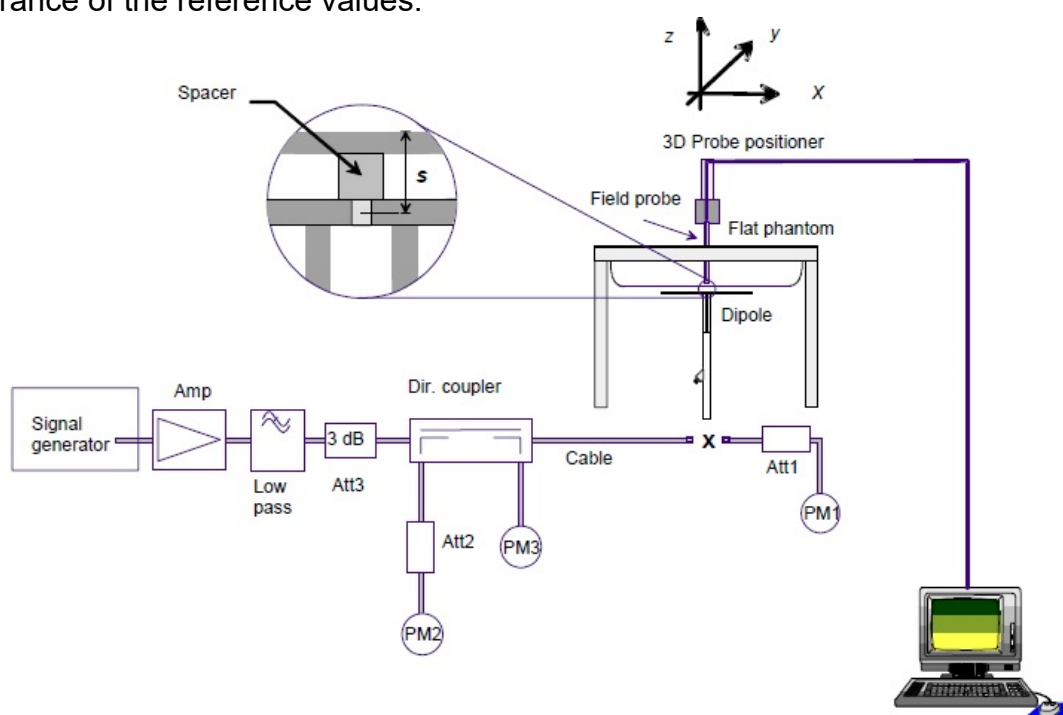 rance of the reference values.
z
y
x
Spacer
3D Probe positioner
s
Field probe
Flat phantom
Dipole
Dir. coupler
Amp
Signal
generator
3 dB
X
Cable
Att1
Low
pass
Att3
PM1
Att2
PM3
PM2